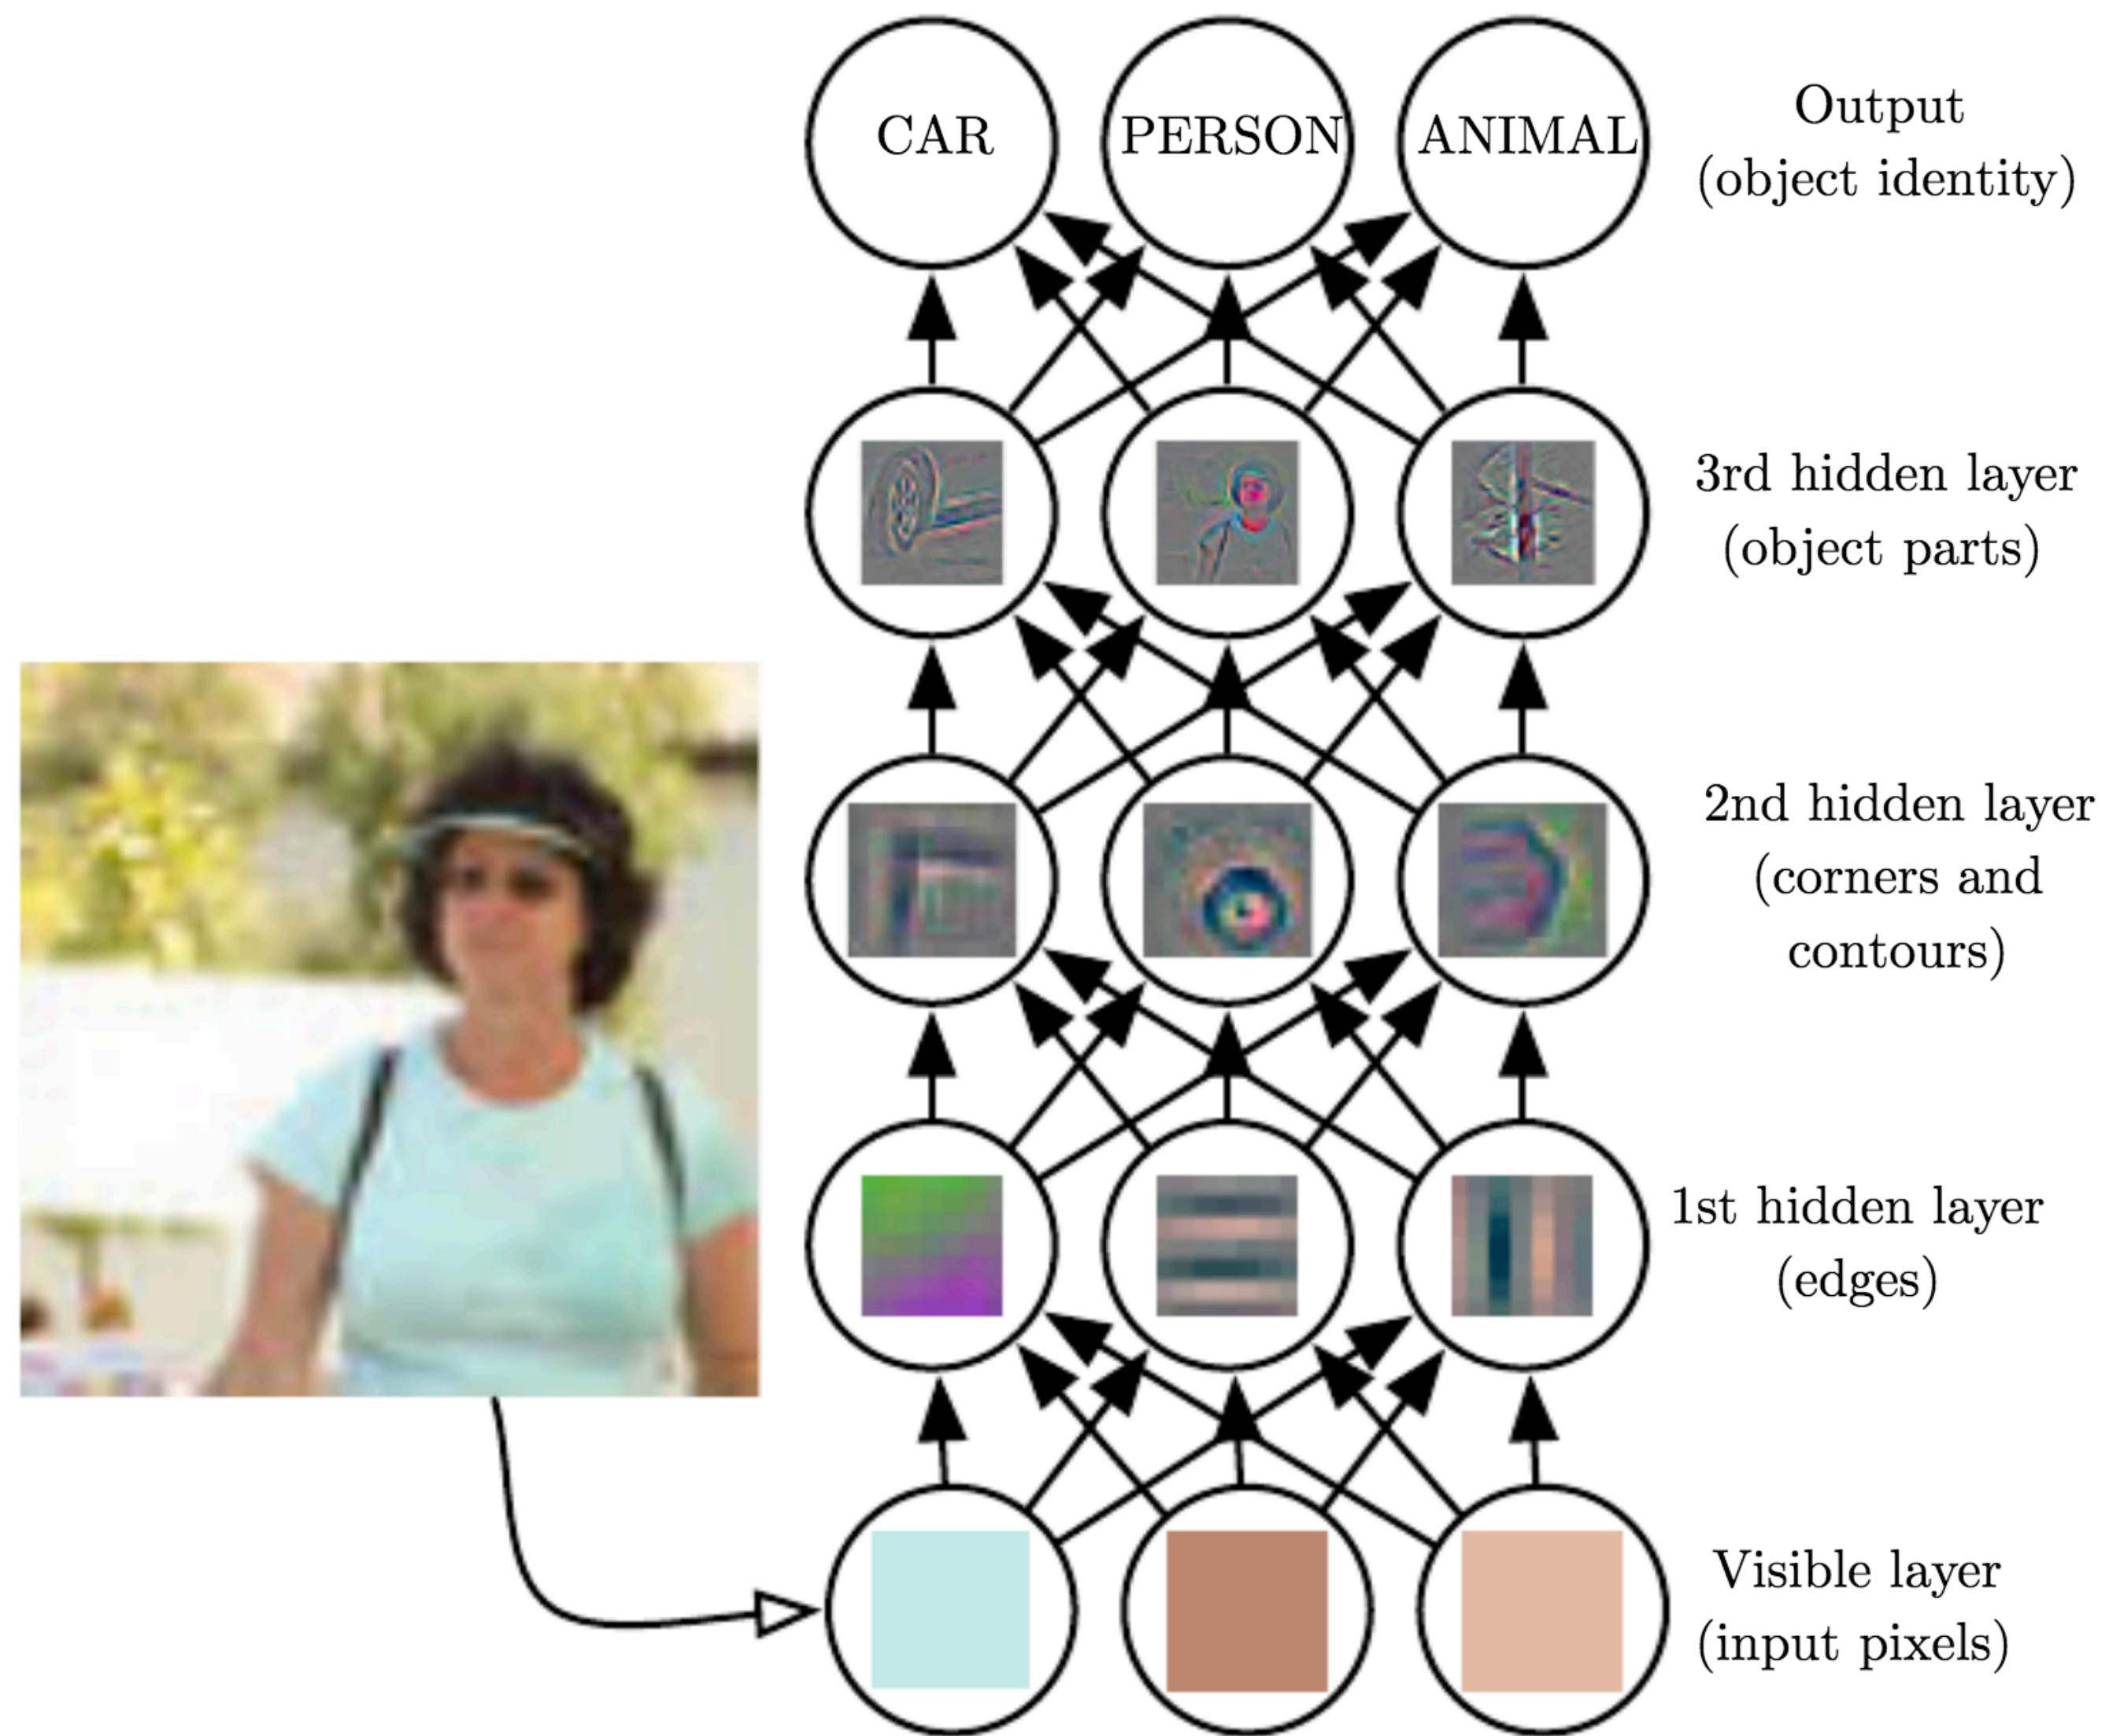 CAR PERSON ANIMAL
Output
(object identity)
3rd hidden layer
(object parts)
2nd hidden layer
(corners and
contours)
1st hidden layer
(edges)
Visible layer
(input pixels)